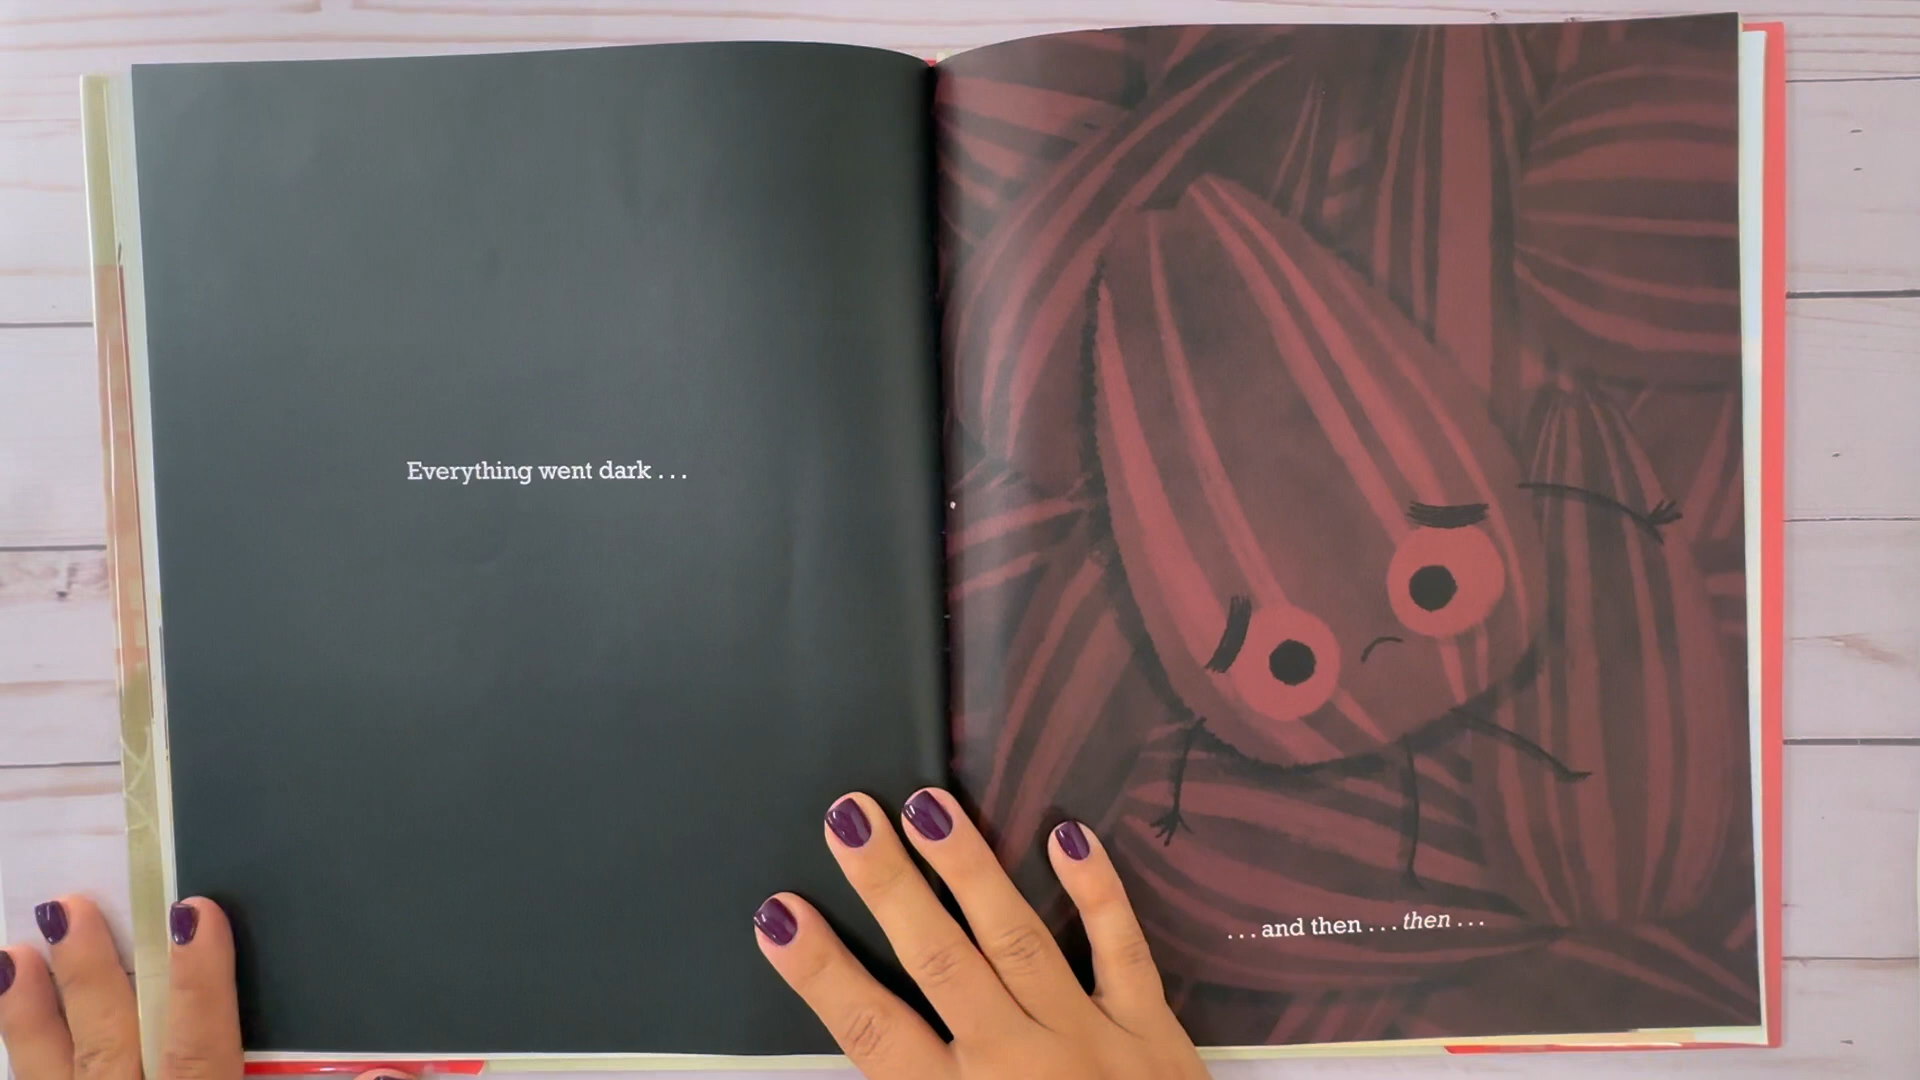 Everything went dark . . .
. . . and then . . . then . . .